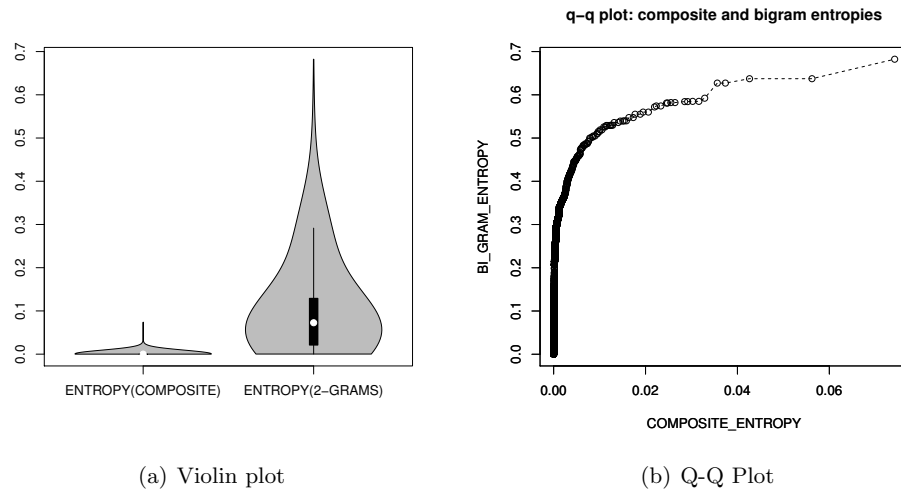 0.0 0.1 0.2 0.3 0.4 0.5 0.6 0.7
ENTROPY(COMPOSITE) ENTROPY(2−GRAMS)
(a) Violin plot
q−q plot: composite and bigram entropies
0.0 0.1 0.2 0.3 0.4 0.5 0.6 0.7
BI_GRAM_ENTROPY
0.00 0.02 0.04 0.06
COMPOSITE_ENTROPY
(b) Q-Q Plot